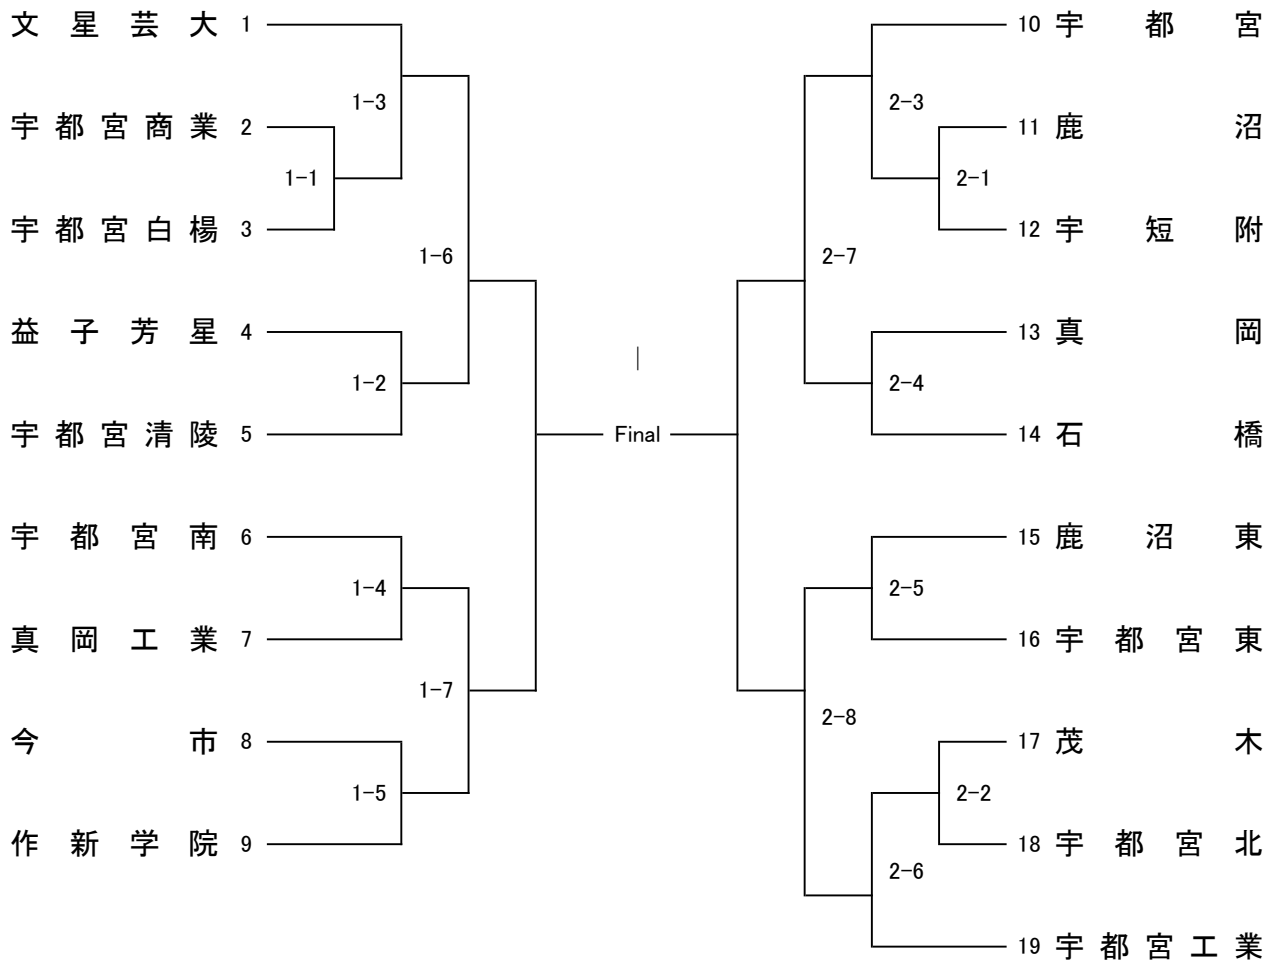 文星芸大 1
1-3
宇都宮商業 2
1-1
宇都宮白楊 3
1-6
益子芳星 4
1-2
宇都宮清陵 5
宇都宮南 6
1-4
真岡工業 7
1-7
今市 8
1-5
作新学院 9
Final
10 宇都宮
2-3
11 鹿沼
2-1
12 宇短附
2-7
13 真岡
2-4
14 石橋
15 鹿沼東
2-5
16 宇都宮東
2-8
17 茂木
2-2
18 宇都宮北
2-6
19 宇都宮工業